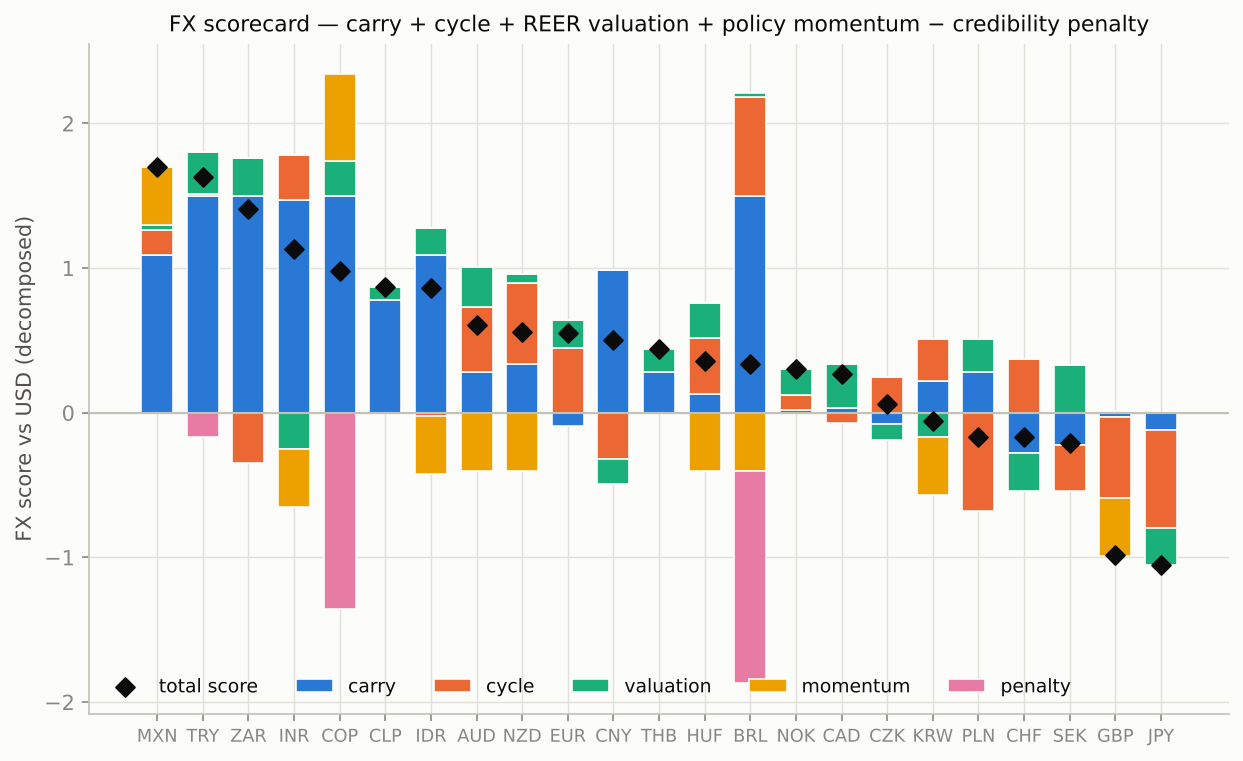 FX scorecard — carry + cycle + REER valuation + policy momentum − credibility penalty
FX score vs USD (decomposed)
2
1
0
−1
−2
total score carry cycle valuation momentum penalty
MXN TRY ZAR INR COP CLP IDR AUD NZD EUR CNY THB HUF BRL NOK CAD CZK KRW PLN CHF SEK GBP JPY